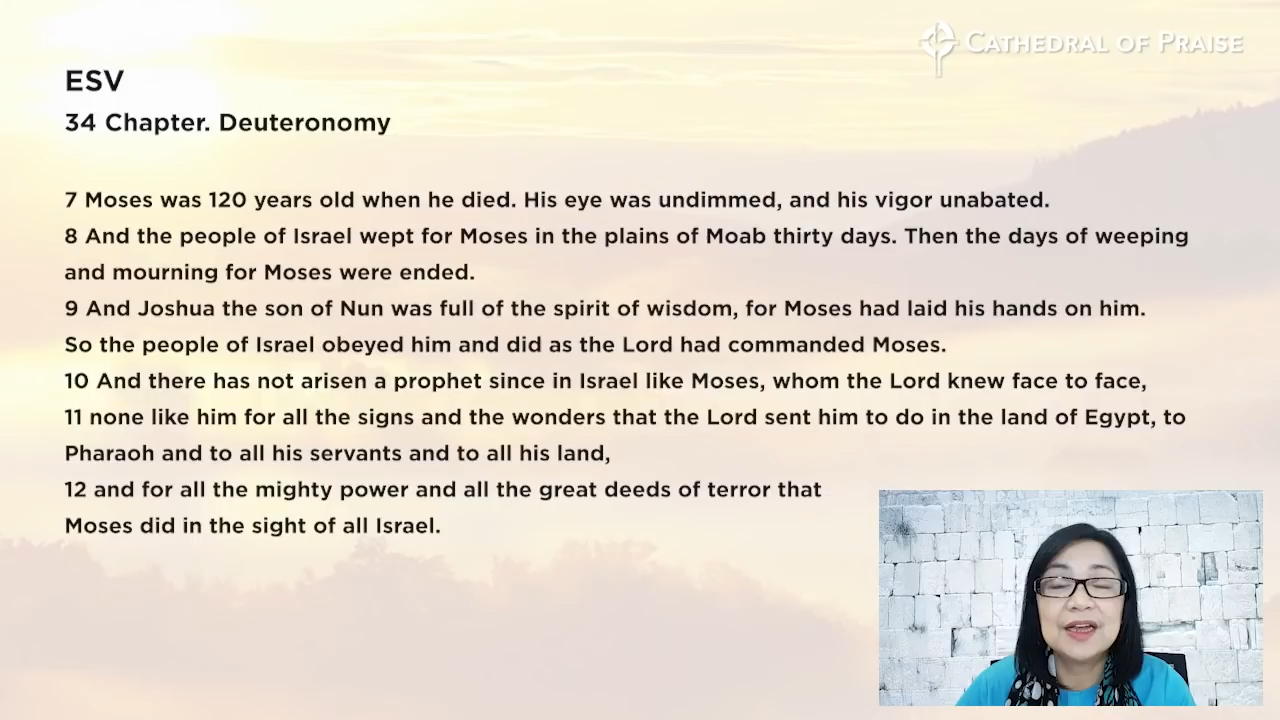 CATHEDRAL OF PRAISE
ESV
34 Chapter. Deuteronomy
7 Moses was 120 years old when he died. His eye was undimmed, and his vigor unabated.
8 And the people of Israel wept for Moses in the plains of Moab thirty days. Then the days of weeping
and mourning for Moses were ended.
9 And Joshua the son of Nun was full of the spirit of wisdom, for Moses had laid his hands on him.
So the people of Israel obeyed him and did as the Lord had commanded Moses.
10 And there has not arisen a prophet since in Israel like Moses, whom the Lord knew face to face,
11 none like him for all the signs and the wonders that the Lord sent him to do in the land of Egypt, to
Pharaoh and to all his servants and to all his land,
12 and for all the mighty power and all the great deeds of terror that
Moses did in the sight of all Israel.